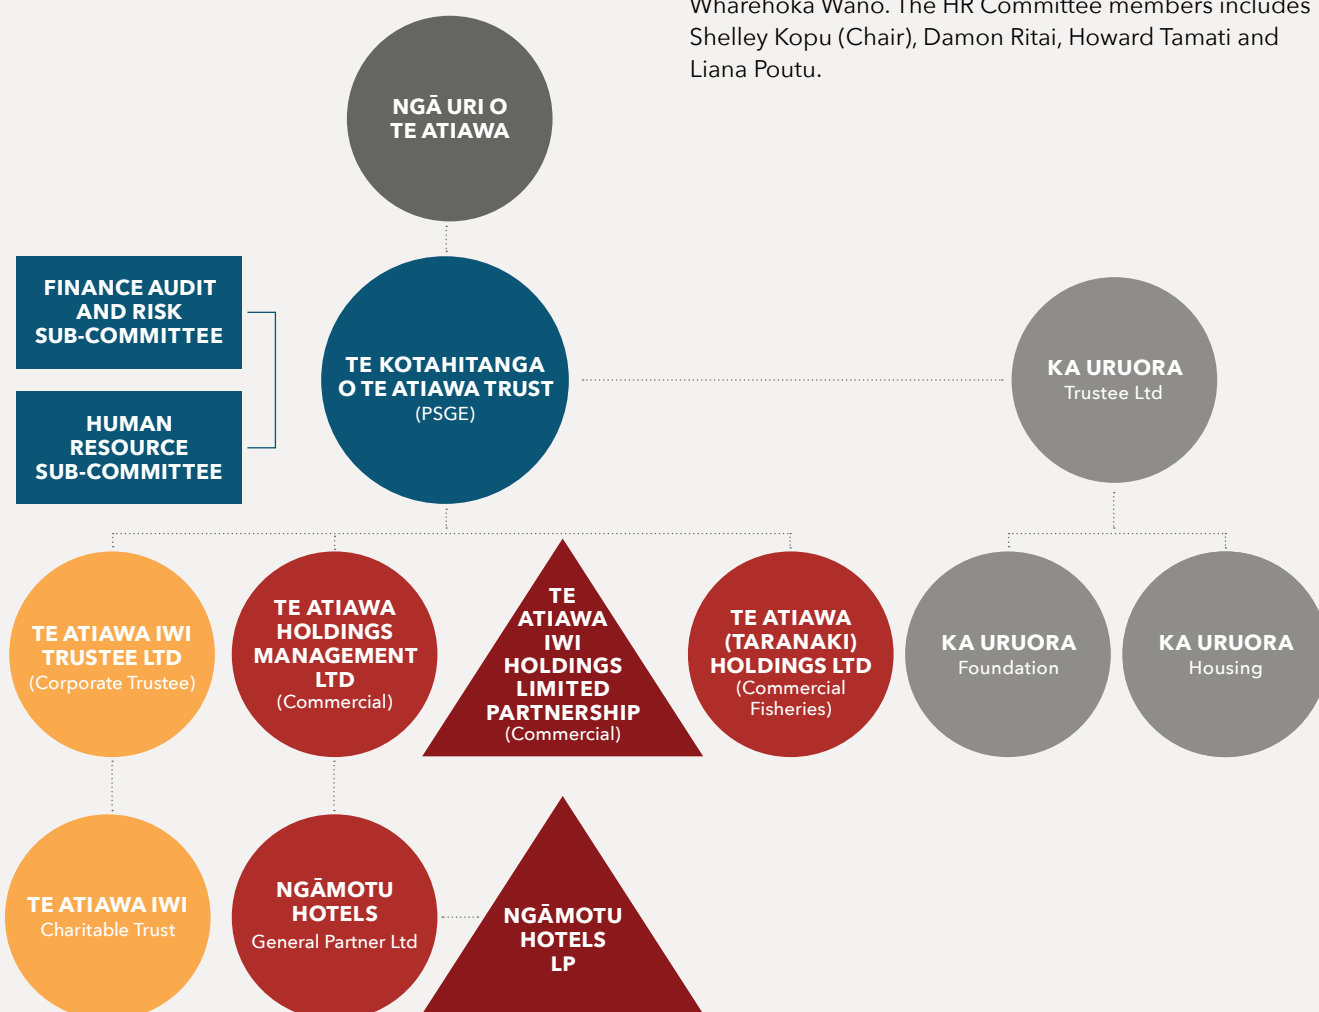 Wharehoka Wano. The HR Committee members includes
Shelley Kopu (Chair), Damon Ritai, Howard Tamati and
Liana Poutu.
NGĀ URI O
TE ATIAWA
FINANCE AUDIT
AND RISK
SUB-COMMITTEE
HUMAN
RESOURCE
SUB-COMMITTEE
TE KOTAHITANGA
O TE ATIAWA TRUST
(PSGE)
KA URUORA
Trustee Ltd
TE ATIAWA IWI
TRUSTEE LTD
(Corporate Trustee)
TE ATIAWA
HOLDINGS
MANAGEMENT
LTD
(Commercial)
TE
ATIAWA
IWI
HOLDINGS
LIMITED
PARTNERSHIP
(Commercial)
TE ATIAWA
(TARANAKI)
HOLDINGS LTD
(Commercial
Fisheries)
KA URUORA
Foundation
KA URUORA
Housing
TE ATIAWA IWI
Charitable Trust
NGĀMOTU
HOTELS
General Partner Ltd
NGĀMOTU
HOTELS
LP